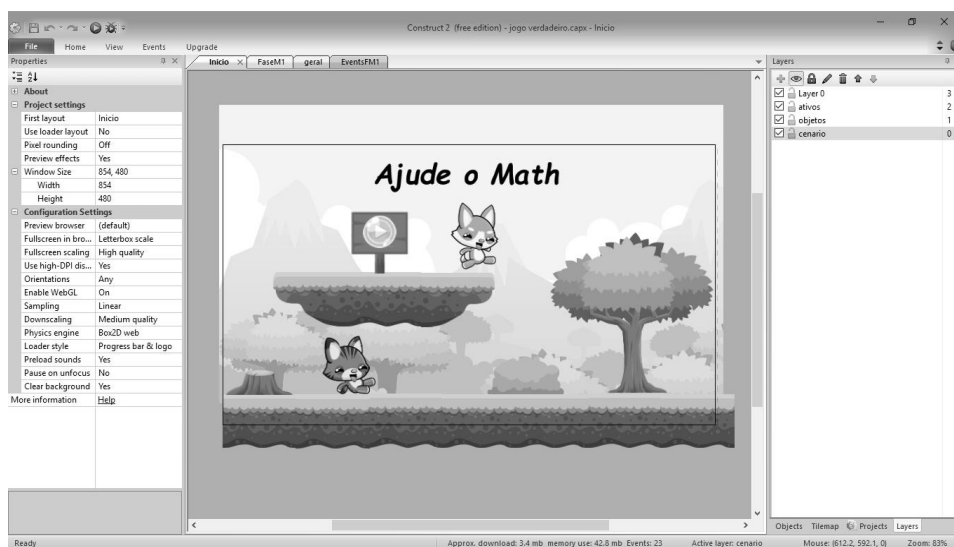 Construct 2 (free edition) - jogo verdadeiro.capx - Inicio
File Home View Events Upgrade
Properties
Inicio FaseM1 geral EventsFM1
Layers
About
Project settings
First layout Inicio
Use loader layout No
Pixel rounding Off
Preview effects Yes
Window Size 854, 480
Width 854
Height 480
Configuration Settings
Preview browser (default)
Fullscreen in bro... Letterbox scale
Fullscreen scaling High quality
Use high-DPI dis... Yes
Orientations Any
Enable WebGL On
Sampling Linear
Downscaling Medium quality
Physics engine Box2D web
Loader style Progress bar & logo
Preload sounds Yes
Pause on unfocus No
Clear background Yes
More information Help
Ajude o Math
Layer 0 3
ativos 2
objetos 1
cenario 0
Objects Tilemap Projects Layers
Ready
Approx. download: 3.4 mb memory use: 42.8 mb Events: 23 Active layer: cenario Mouse: (612.2, 592.1, 0) Zoom: 83%